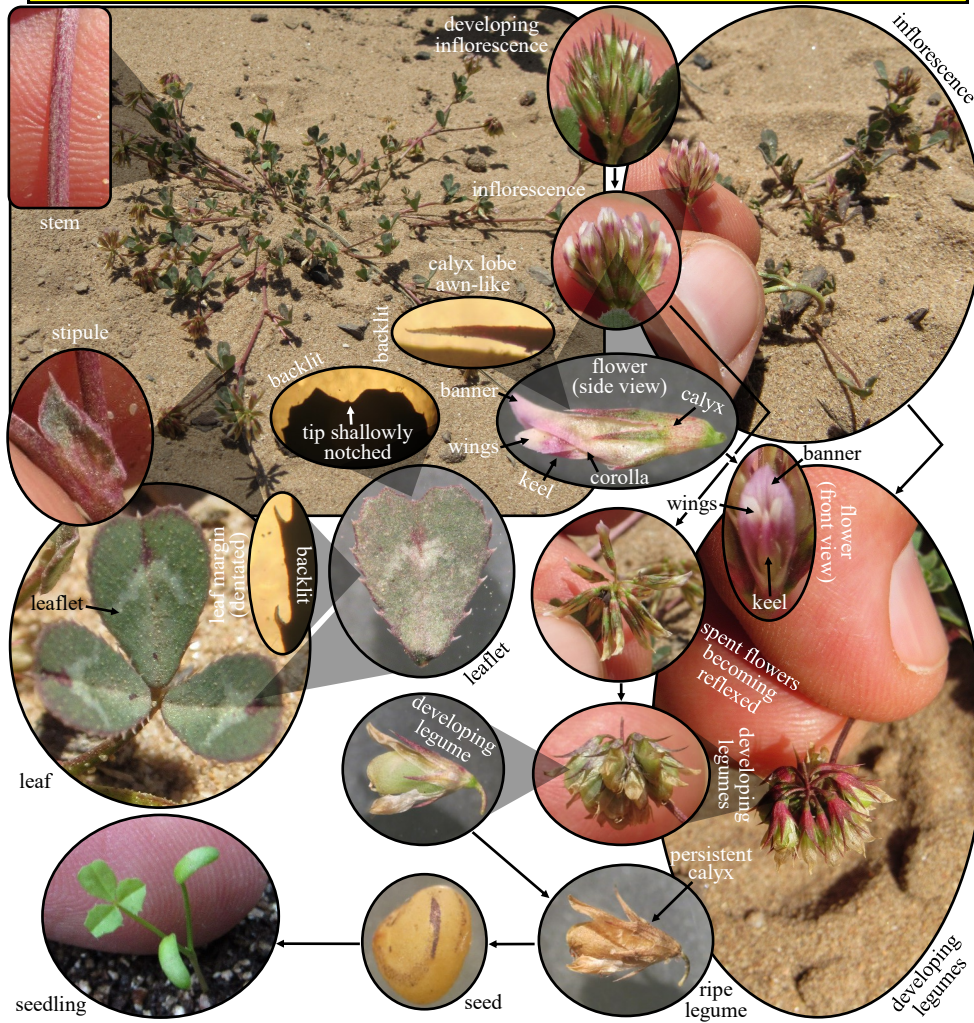 developing
inflorescence
inflorescence
stem
inflorescence
calyx lobe
awn-like
backlit
stipule
backlit
tip shallowly
notched
banner
flower
(side view)
calyx
wings
keel
corolla
banner
wings
flower
(front view)
keel
leaf margin
(dentated)
backlit
leaflet
leaflet
spent flowers
becoming
reflexed
leaf
developing
legume
developing
legumes
persistent
calyx
seedling
seed
ripe
legume
developing
legumes